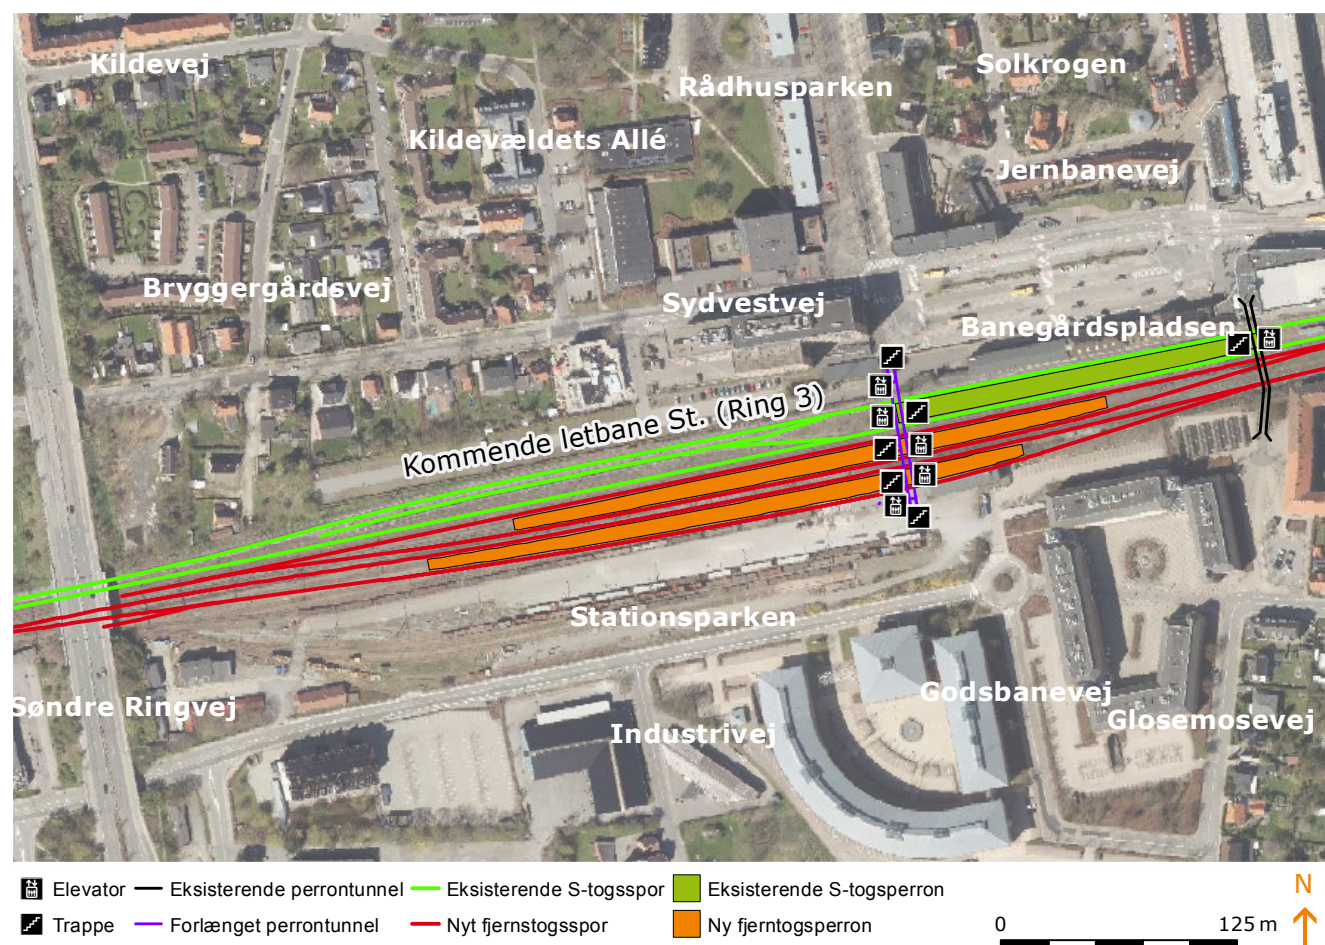 Kildevej
Solkrogen
Rådhusparken
Kildevældets Allé
Jernbanevej
Bryggergårdsvej
Sydvestvej
Banegårdspladsen
Kommende letbane St. (Ring 3)
Stationsparken
Godsbanevej
Søndre Ringvej
Glosemosevej
Industrivej
Elevator
Eksisterende perrontunnel
Eksisterende S-togsspor
Eksisterende S-togsperron
N
Trappe
Forlænget perrontunnel
Nyt fjernstogsspor
Ny fjerntogsperron
0 125 m